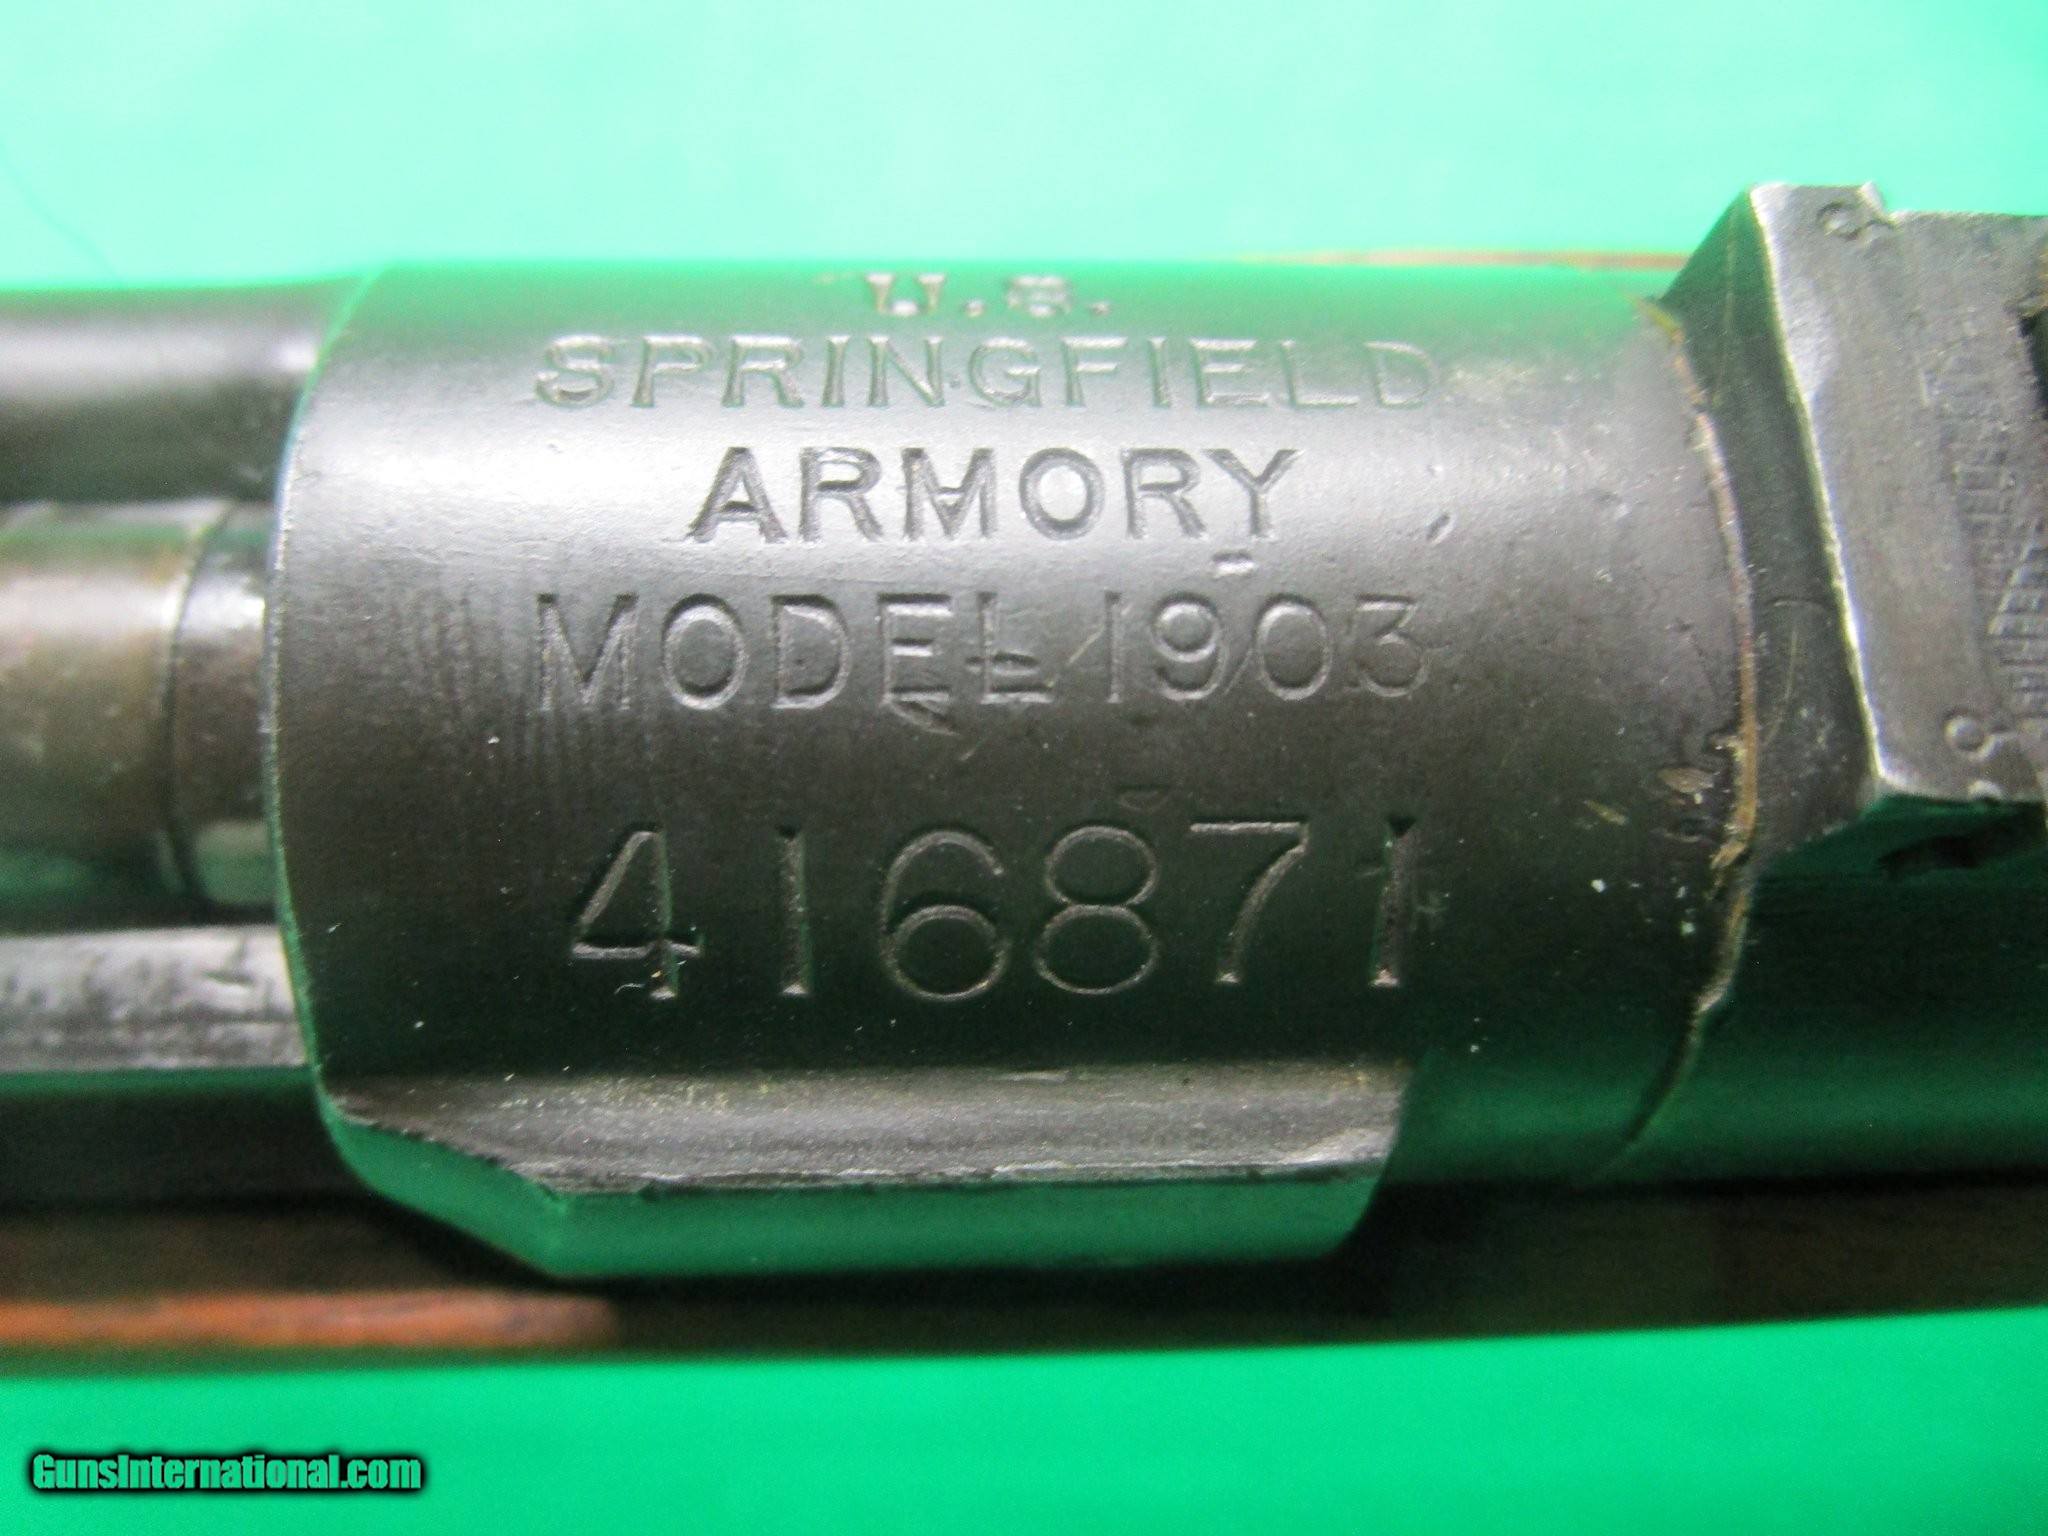 U.S.
SPRINGFIELD
ARMORY
MODEL 1903
416871
GunsInternational.com